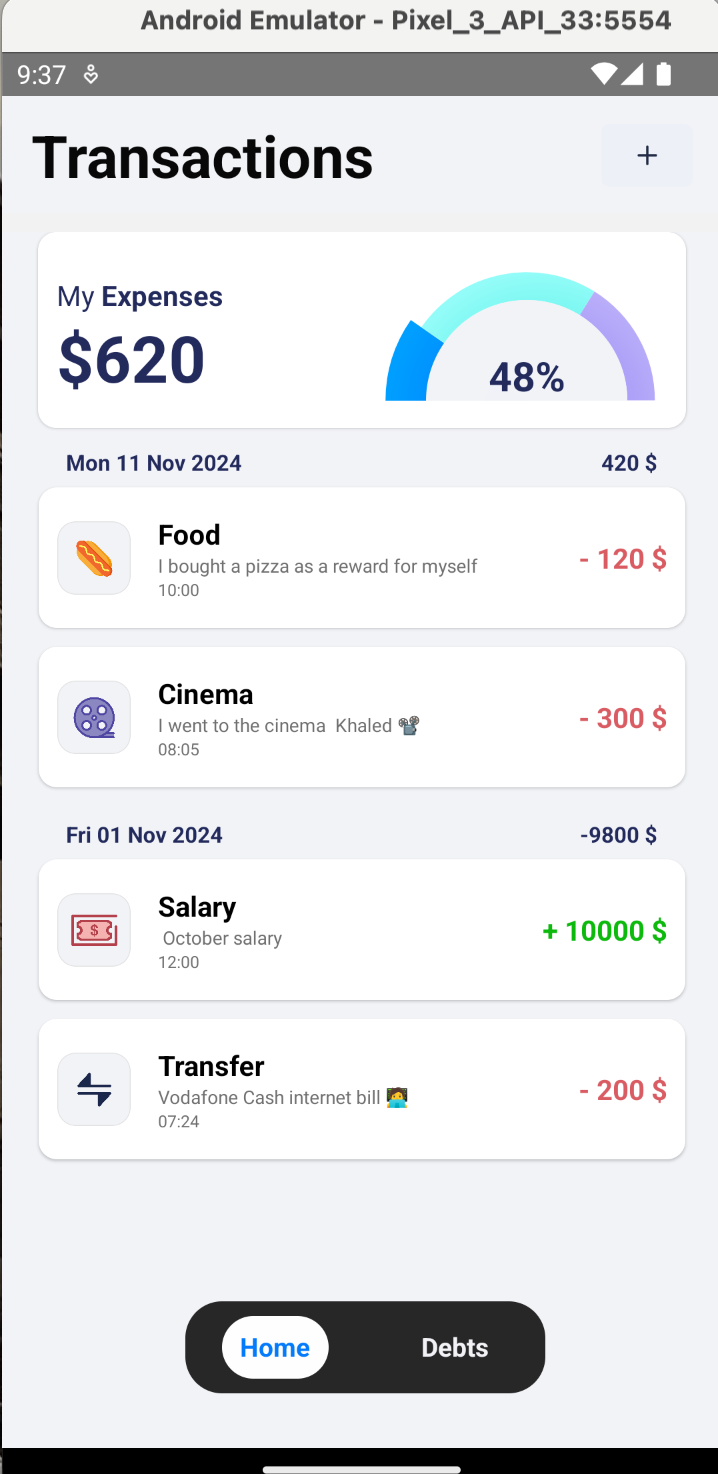 Android Emulator - Pixel_3_API_33:5554
9:37
Transactions
+
My Expenses
$620
48%
Mon 11 Nov 2024 420 $
Food
I bought a pizza as a reward for myself
10:00
- 120 $
Cinema
I went to the cinema  Khaled 📽️
08:05
- 300 $
Fri 01 Nov 2024 -9800 $
Salary
$
October salary
12:00
+ 10000 $
Transfer
Vodafone Cash internet bill 🧑‍💻
07:24
- 200 $
Home Debts